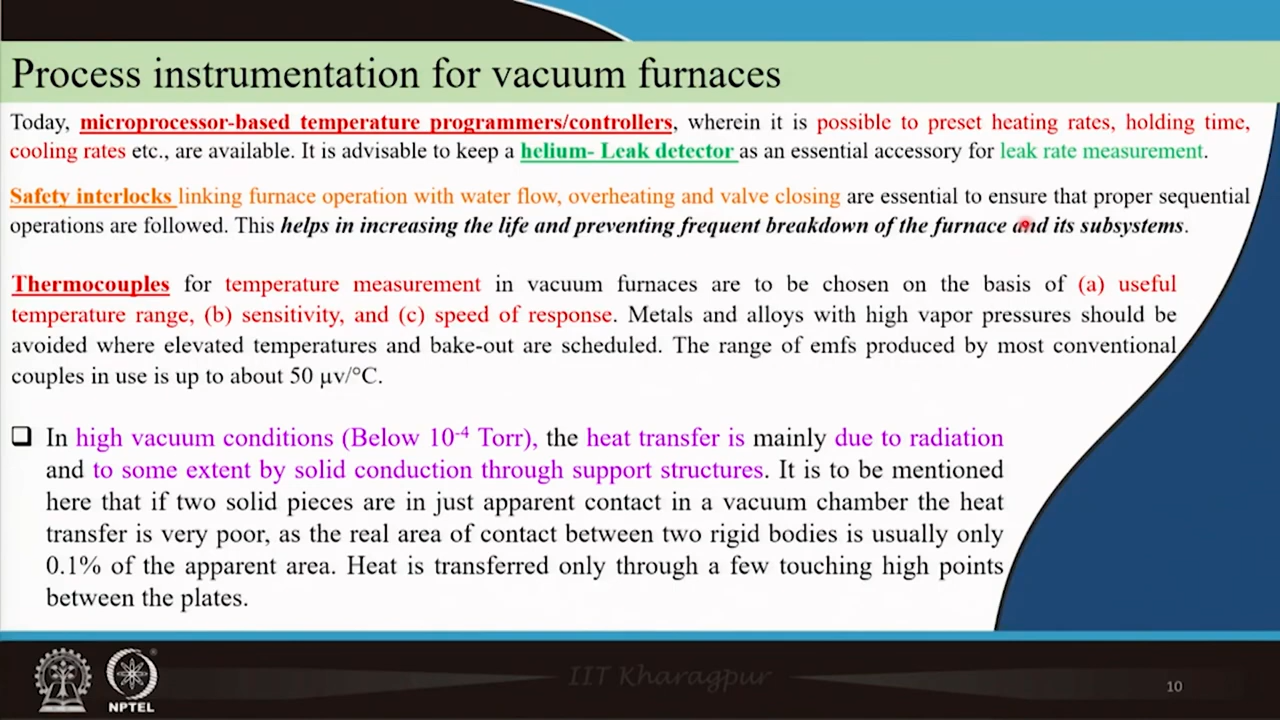 Process instrumentation for vacuum furnaces
Today, microprocessor-based temperature programmers/controllers, wherein it is possible to preset heating rates, holding time,
cooling rates etc., are available. It is advisable to keep a helium- Leak detector as an essential accessory for leak rate measurement.
Safety interlocks linking furnace operation with water flow, overheating and valve closing are essential to ensure that proper sequential
operations are followed. This helps in increasing the life and preventing frequent breakdown of the furnace and its subsystems.
Thermocouples for temperature measurement in vacuum furnaces are to be chosen on the basis of (a) useful
temperature range, (b) sensitivity, and (c) speed of response. Metals and alloys with high vapor pressures should be
avoided where elevated temperatures and bake-out are scheduled. The range of emfs produced by most conventional
couples in use is up to about 50 µv/°C.
❑ In high vacuum conditions (Below 10⁻⁴ Torr), the heat transfer is mainly due to radiation
and to some extent by solid conduction through support structures. It is to be mentioned
here that if two solid pieces are in just apparent contact in a vacuum chamber the heat
transfer is very poor, as the real area of contact between two rigid bodies is usually only
0.1% of the apparent area. Heat is transferred only through a few touching high points
between the plates.
IIT Kharagpur
NPTEL
10